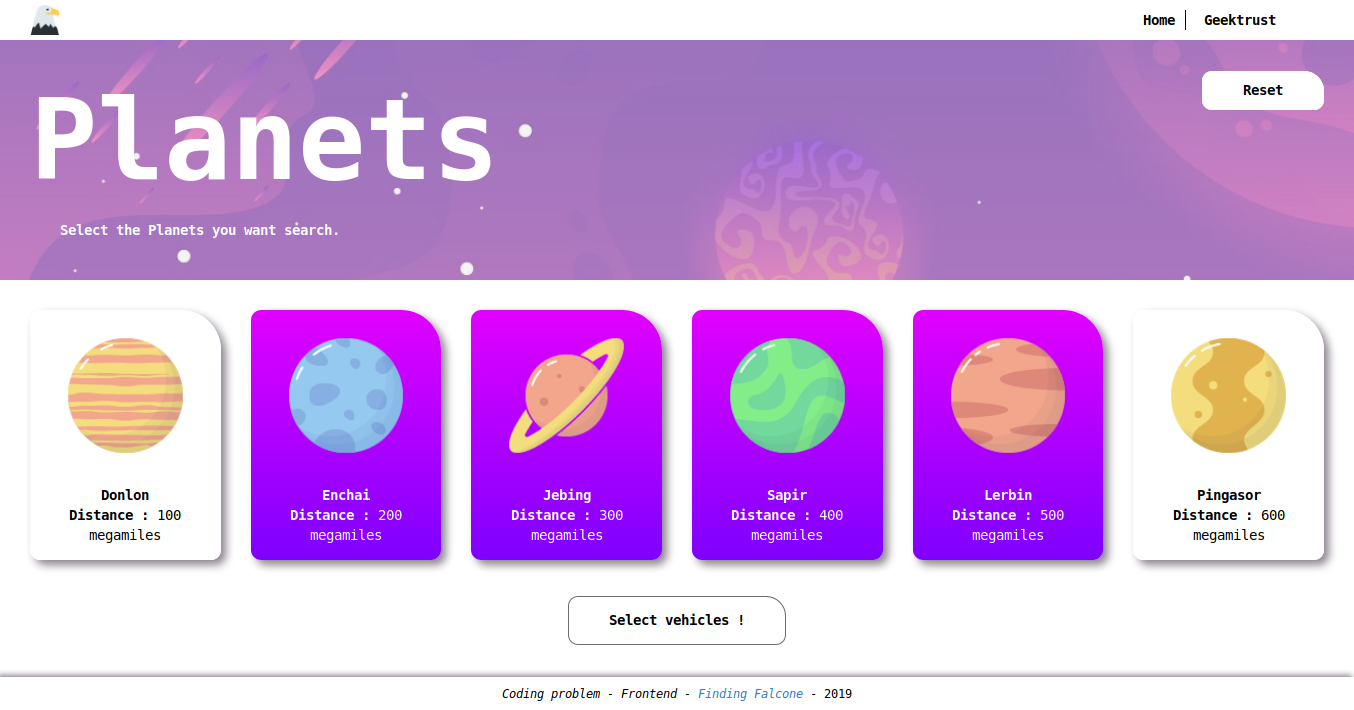 Home
Geektrust
Reset
Planets
Select the Planets you want search.
Donlon
Distance : 100
megamiles
Enchai
Distance : 200
megamiles
Jebing
Distance : 300
megamiles
Sapir
Distance : 400
megamiles
Lerbin
Distance : 500
megamiles
Pingasor
Distance : 600
megamiles
Select vehicles !
Coding problem - Frontend - Finding Falcone - 2019